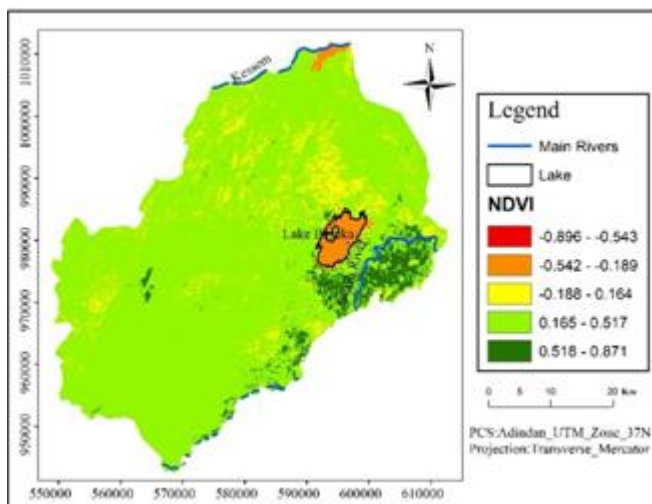 1010000
1000000
990000
980000
970000
960000
950000
Kessom
N
Lake
Legend
Main Rivers
Lake
NDVI
-0.896 - -0.543
-0.542 - -0.189
-0.188 - 0.164
0.165 - 0.517
0.518 - 0.871
0 10 20
PCS:Adindan_UTM_Zone_37N
Projection:Transverse_Mercator
550000 560000 570000 580000 590000 600000 610000